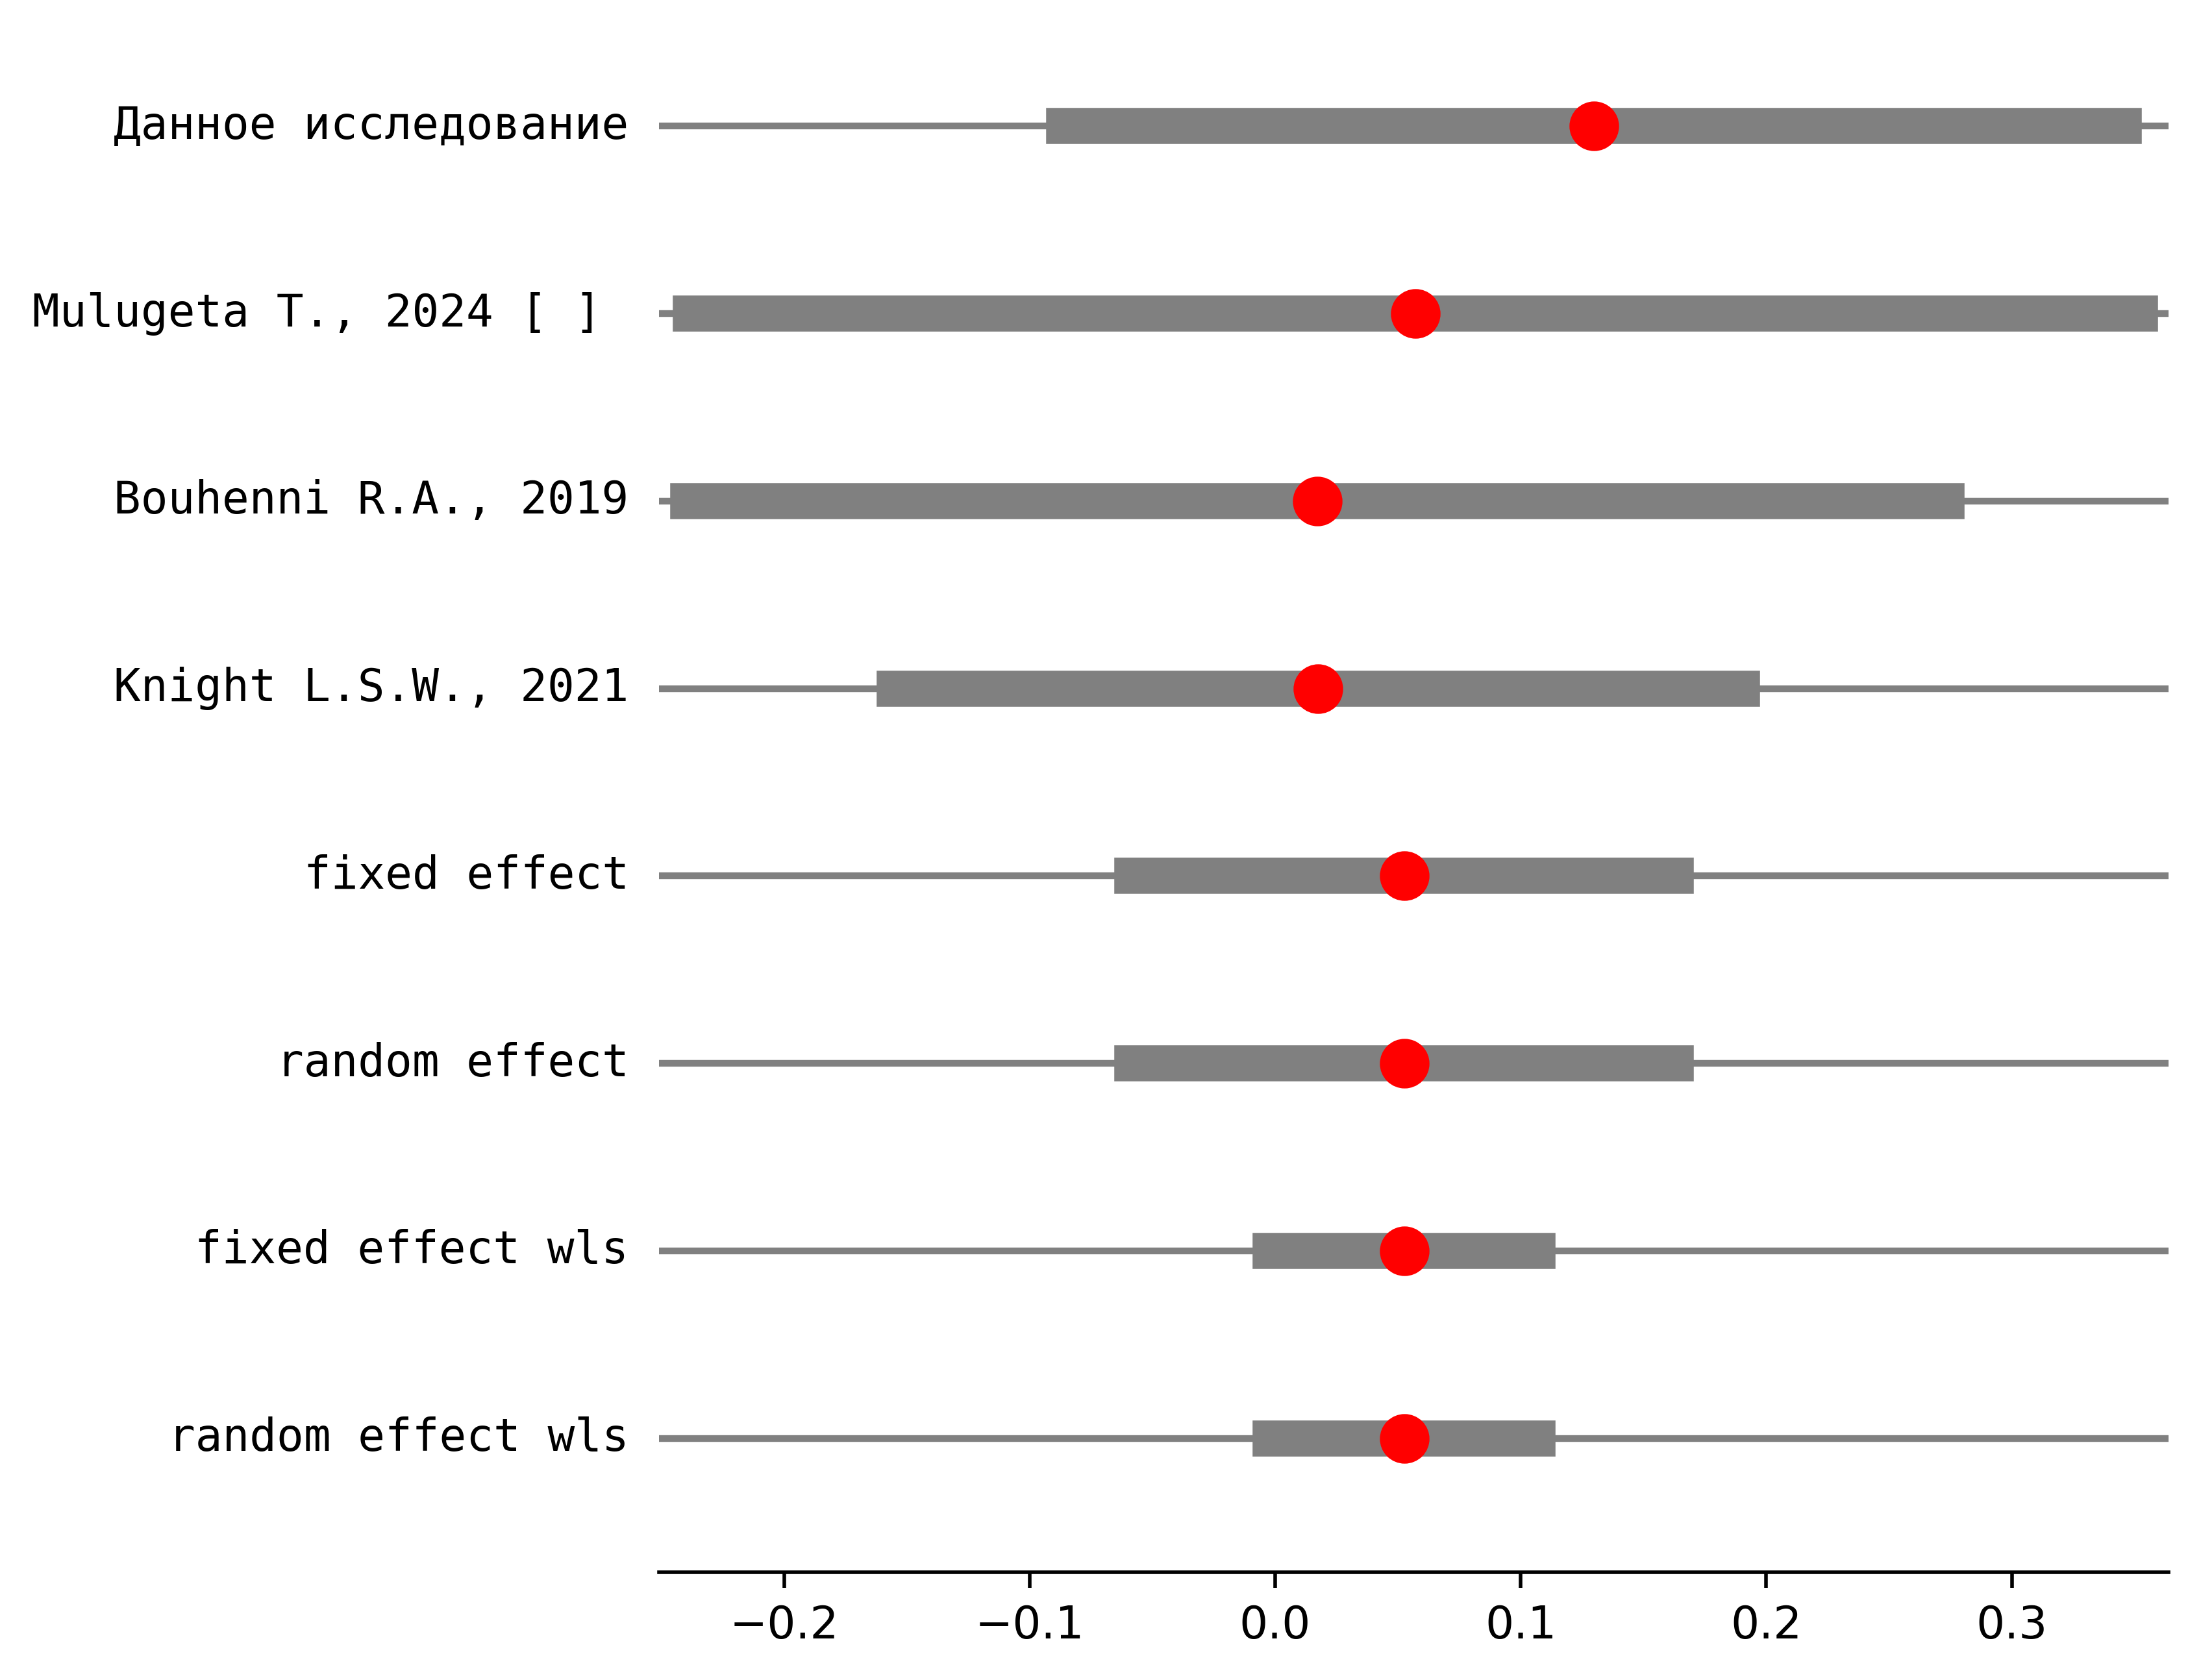 Данное исследование
Mulugeta T., 2024 [ ]
Bouhenni R.A., 2019
Knight L.S.W., 2021
fixed effect
random effect
fixed effect wls
random effect wls
−0.2 −0.1 0.0 0.1 0.2 0.3